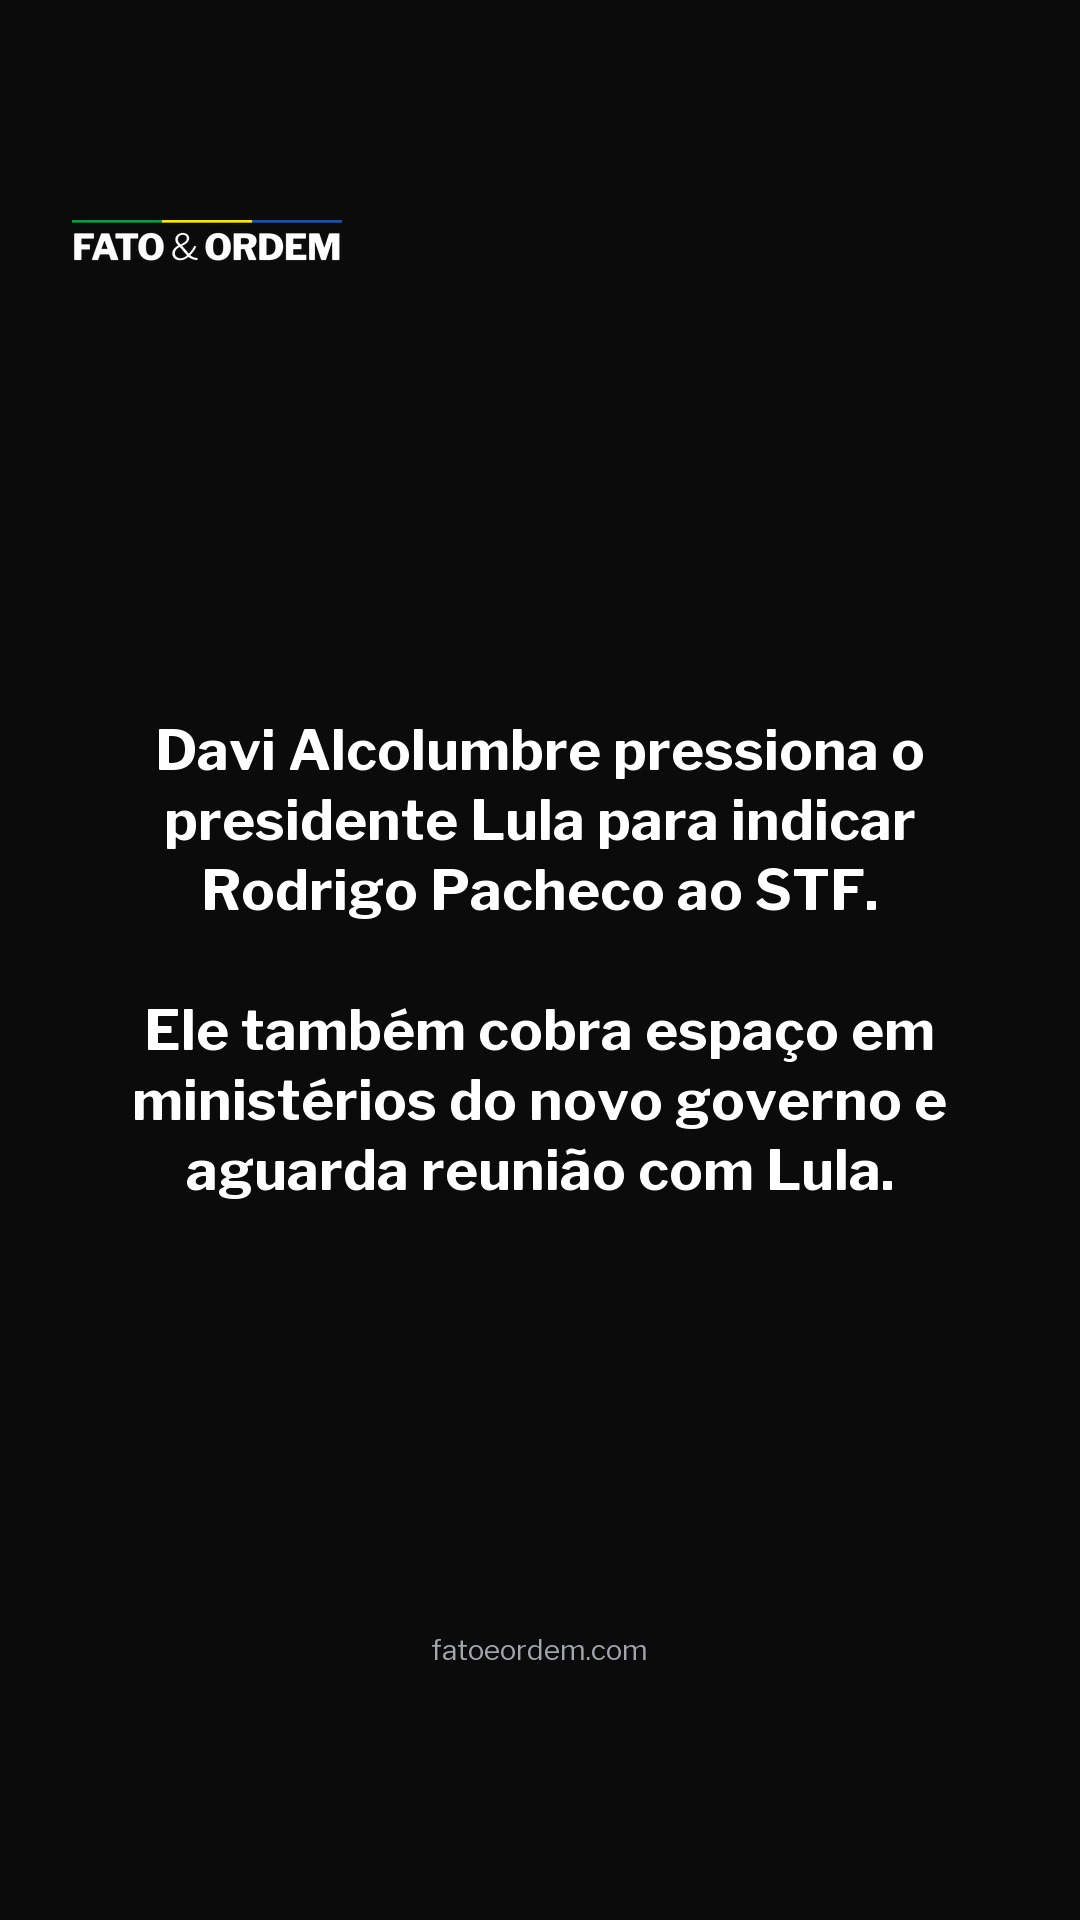 FATO & ORDEM
Davi Alcolumbre pressiona o
presidente Lula para indicar
Rodrigo Pacheco ao STF.
Ele também cobra espaço em
ministérios do novo governo e
aguarda reunião com Lula.
fatoeordem.com